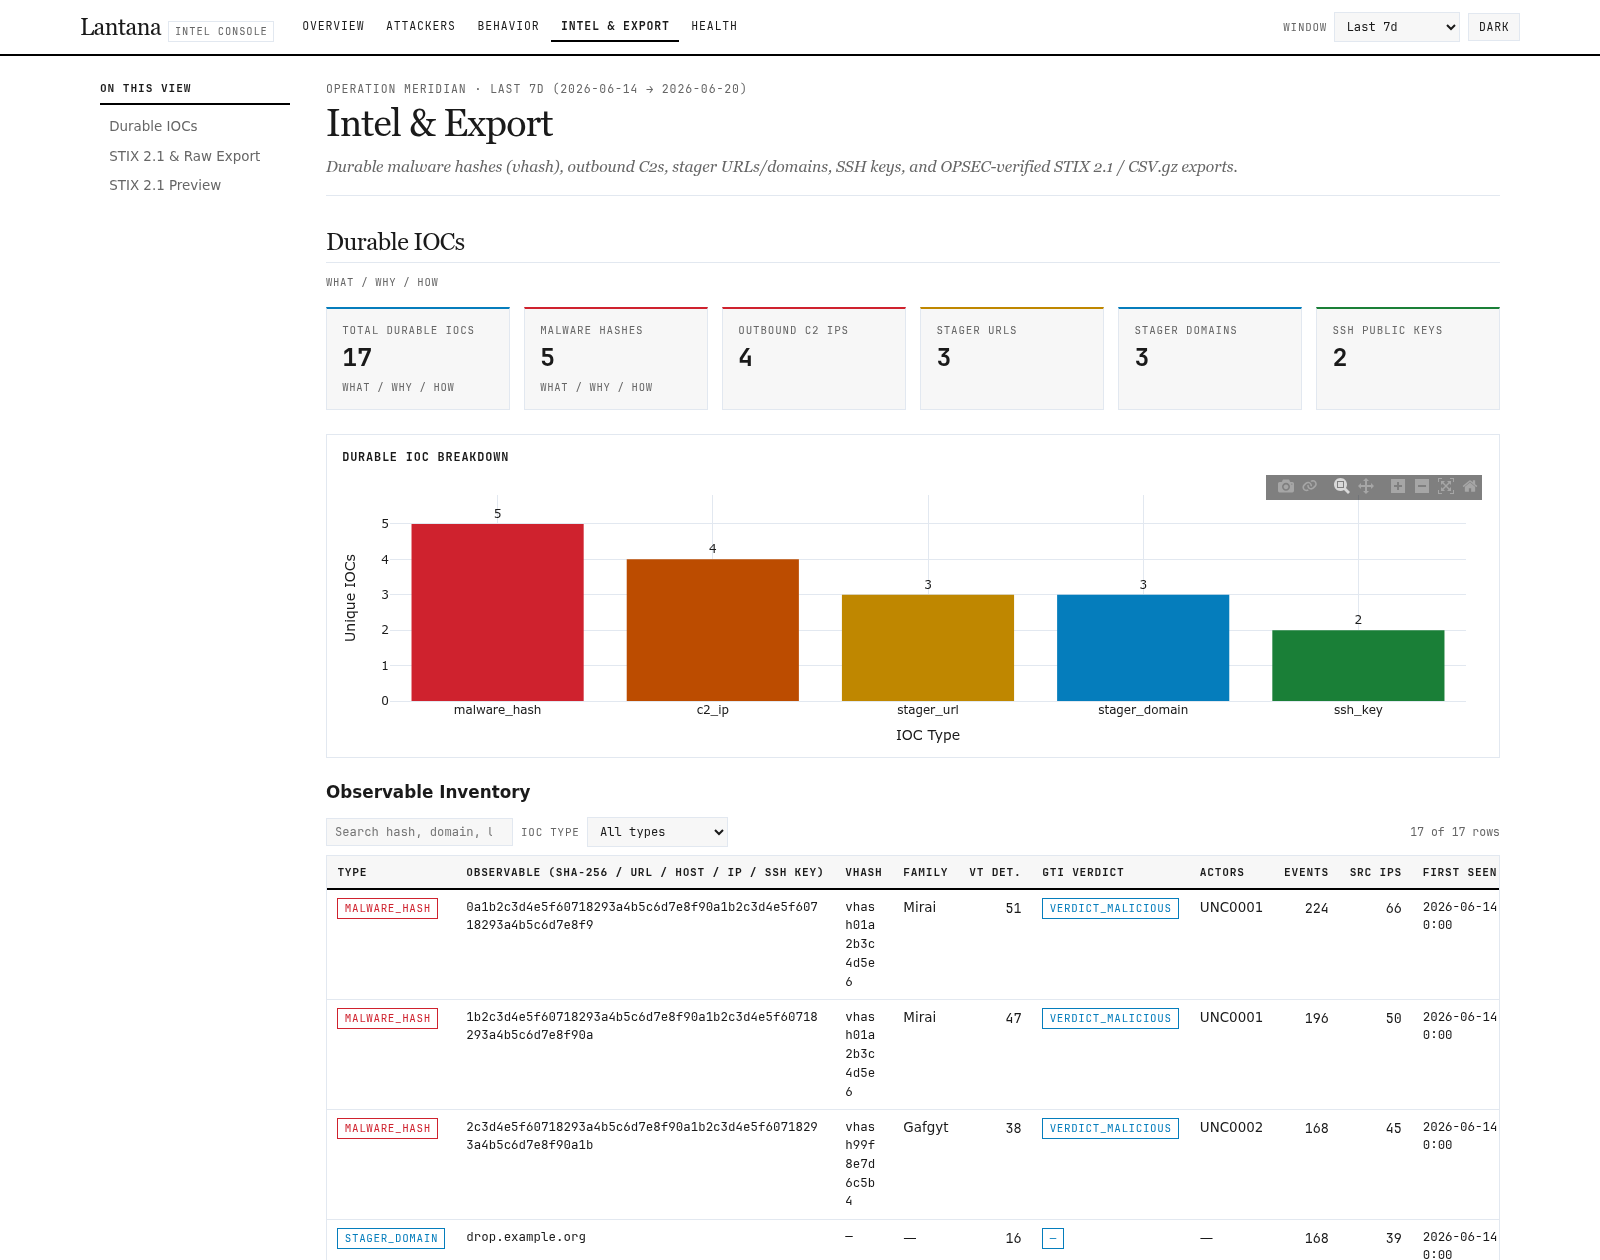 Lantana INTEL CONSOLE OVERVIEW ATTACKERS BEHAVIOR INTEL & EXPORT HEALTH WINDOW Last 7d DARK
ON THIS VIEW
Durable IOCs
STIX 2.1 & Raw Export
STIX 2.1 Preview
OPERATION MERIDIAN · LAST 7D (2026-06-14 → 2026-06-20)
Intel & Export
Durable malware hashes (vhash), outbound C2s, stager URLs/domains, SSH keys, and OPSEC-verified STIX 2.1 / CSV.gz exports.
Durable IOCs
WHAT / WHY / HOW
TOTAL DURABLE IOCS
17
WHAT / WHY / HOW
MALWARE HASHES
5
WHAT / WHY / HOW
OUTBOUND C2 IPS
4
STAGER URLS
3
STAGER DOMAINS
3
SSH PUBLIC KEYS
2
DURABLE IOC BREAKDOWN
Unique IOCs
5
4
3
2
1
0
5
4
3
3
2
malware_hash c2_ip stager_url stager_domain ssh_key
IOC Type
Observable Inventory
Search hash, domain, l IOC TYPE All types 17 of 17 rows
TYPE OBSERVABLE (SHA-256 / URL / HOST / IP / SSH KEY) VHASH FAMILY VT DET. GTI VERDICT ACTORS EVENTS SRC IPS FIRST SEEN
MALWARE_HASH 0a1b2c3d4e5f60718293a4b5c6d7e8f90a1b2c3d4e5f607 vhas Mirai 51 VERDICT_MALICIOUS UNC0001 224 66 2026-06-14
18293a4b5c6d7e8f9 h01a 0:00
2b3c
4d5e
6
MALWARE_HASH 1b2c3d4e5f60718293a4b5c6d7e8f90a1b2c3d4e5f60718 vhas Mirai 47 VERDICT_MALICIOUS UNC0001 196 50 2026-06-14
293a4b5c6d7e8f90a h01a 0:00
2b3c
4d5e
6
MALWARE_HASH 2c3d4e5f60718293a4b5c6d7e8f90a1b2c3d4e5f6071829 vhas Gafgyt 38 VERDICT_MALICIOUS UNC0002 168 45 2026-06-14
3a4b5c6d7e8f90a1b h99f 0:00
8e7d
6c5b
4
STAGER_DOMAIN drop.example.org — — 16 — — 168 39 2026-06-14
0:00